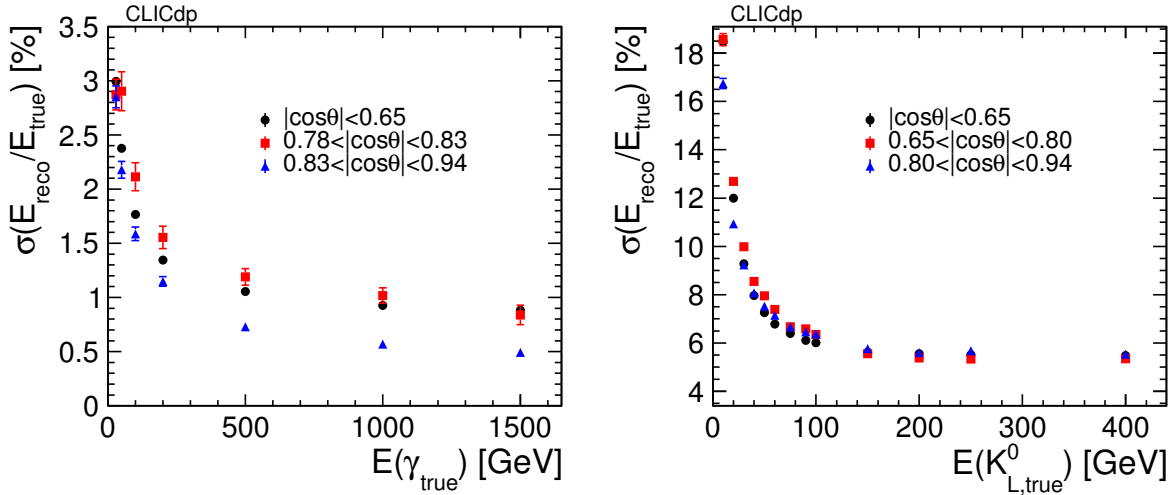 CLICdp
σ(E_reco/E_true) [%]
3.5
3
2.5
2
1.5
1
0.5
0
|cosθ|<0.65
0.78<|cosθ|<0.83
0.83<|cosθ|<0.94
0 500 1000 1500
E(γ_true) [GeV]
CLICdp
σ(E_reco/E_true) [%]
18
16
14
12
10
8
6
4
|cosθ|<0.65
0.65<|cosθ|<0.80
0.80<|cosθ|<0.94
0 100 200 300 400
E(K⁰_L,true) [GeV]